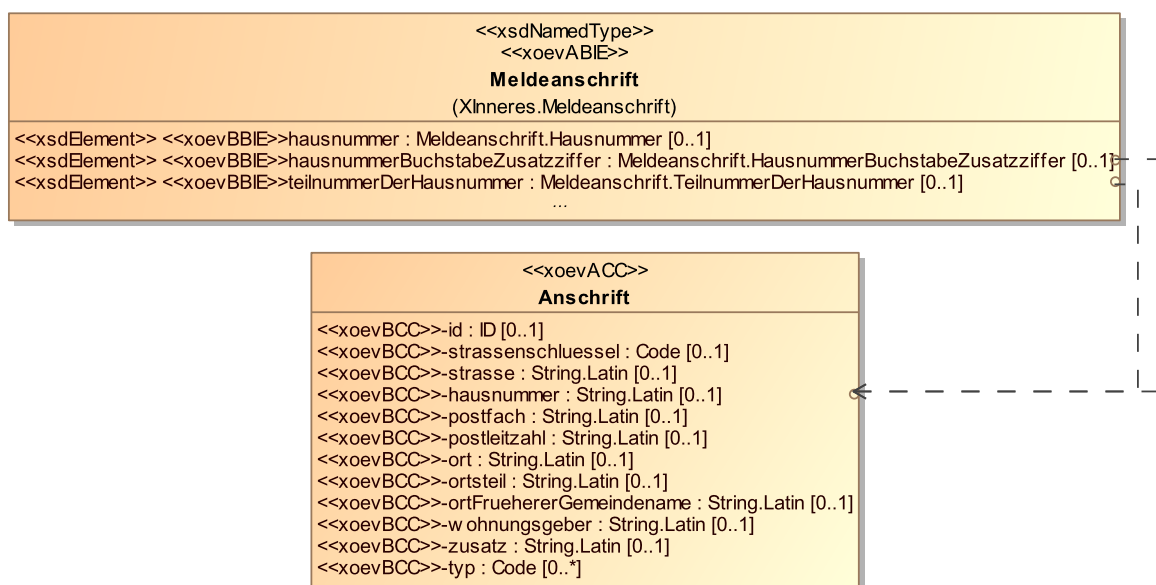 <<xsdNamedType>>
<<xoevABIE>>
Meldeanschrift
(XInneres.Meldeanschrift)
<<xsdElement>> <<xoevBBIE>>hausnummer : Meldeanschrift.Hausnummer [0..1]
<<xsdElement>> <<xoevBBIE>>hausnummerBuchstabeZusatzziffer : Meldeanschrift.HausnummerBuchstabeZusatzziffer [0..1]
<<xsdElement>> <<xoevBBIE>>teilnummerDerHausnummer : Meldeanschrift.TeilnummerDerHausnummer [0..1]
...
<<xoevACC>>
Anschrift
<<xoevBCC>>-id : ID [0..1]
<<xoevBCC>>-strassenschluessel : Code [0..1]
<<xoevBCC>>-strasse : String.Latin [0..1]
<<xoevBCC>>-hausnummer : String.Latin [0..1]
<<xoevBCC>>-postfach : String.Latin [0..1]
<<xoevBCC>>-postleitzahl : String.Latin [0..1]
<<xoevBCC>>-ort : String.Latin [0..1]
<<xoevBCC>>-ortsteil : String.Latin [0..1]
<<xoevBCC>>-ortFruehererGemeindename : String.Latin [0..1]
<<xoevBCC>>-wohnungsgeber : String.Latin [0..1]
<<xoevBCC>>-zusatz : String.Latin [0..1]
<<xoevBCC>>-typ : Code [0..*]